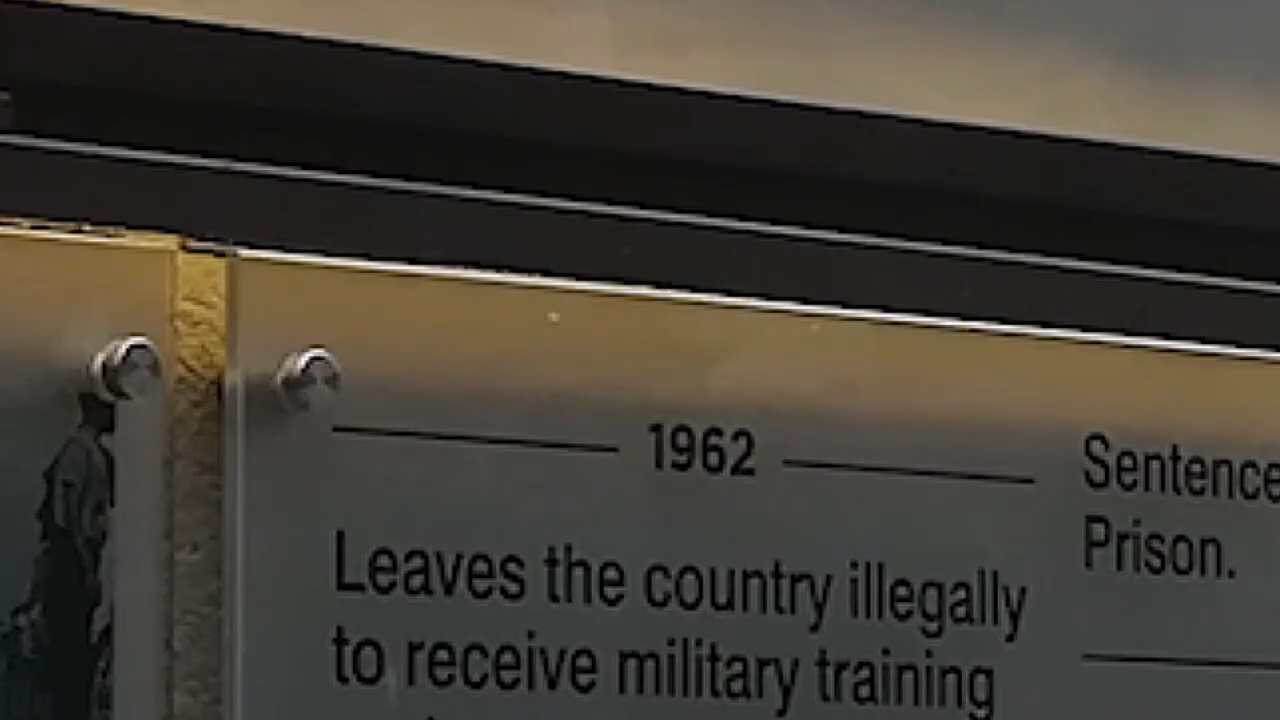 1962
Leaves the country illegally
to receive military training
Sentence
Prison.